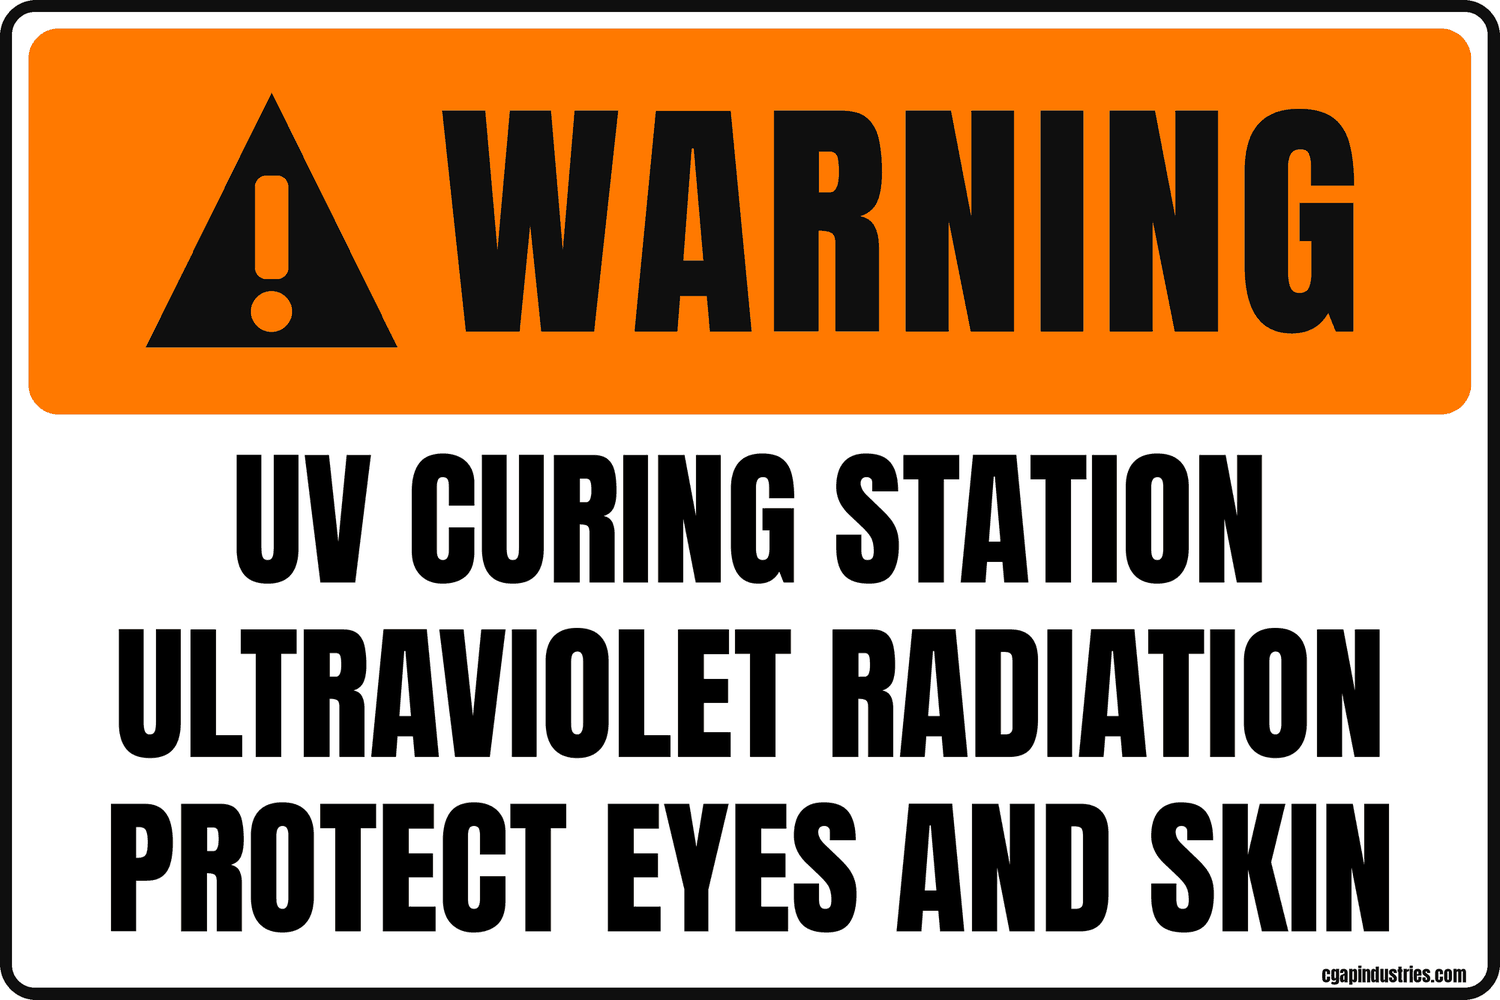 WARNING
UV CURING STATION
ULTRAVIOLET RADIATION
PROTECT EYES AND SKIN
cgapindustries.com